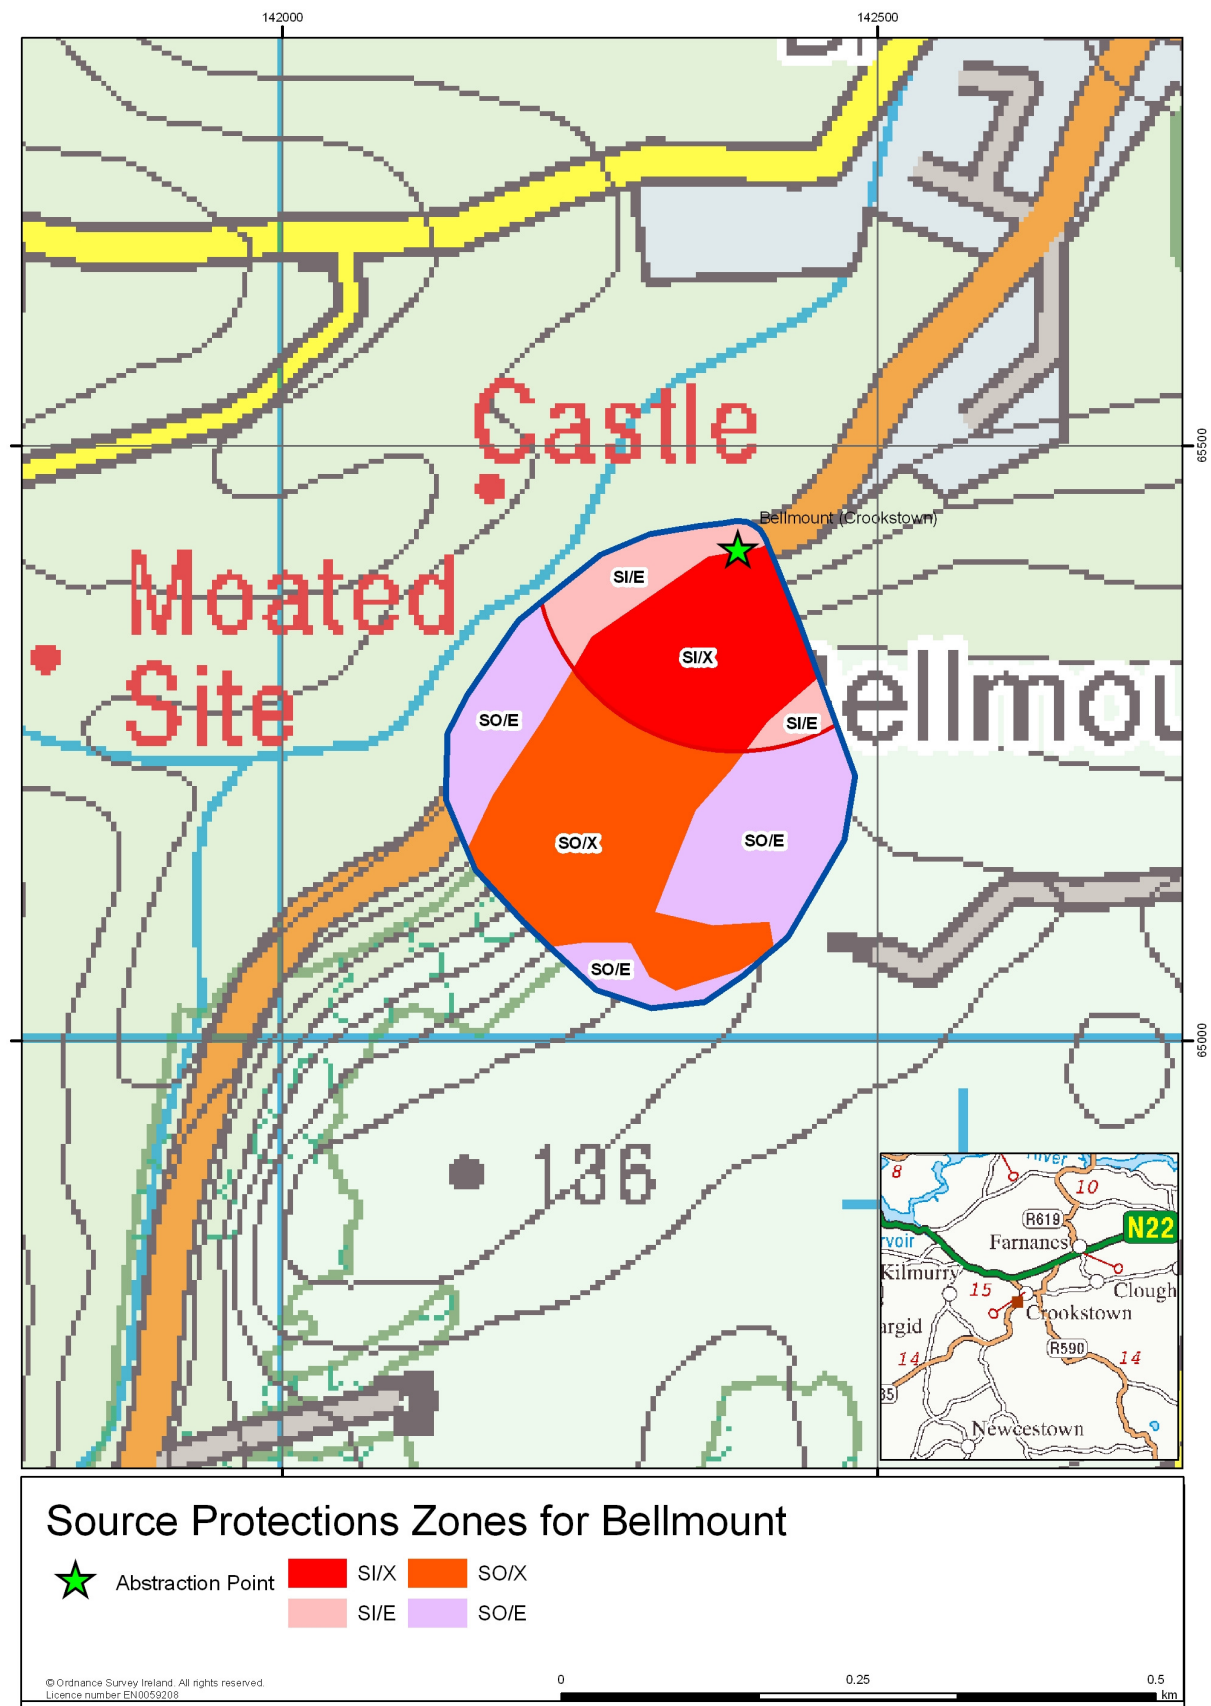 142000
142500
Castle
65500
Bellmount (Crookstown)
Moated
Site
SI/E
SI/X
SI/E
ellmou
SO/E
SO/X
SO/E
SO/E
65000
136
River
8
10
R619
N22
rvoir
Farnanes
Kilmurry
15
Clough
Crookstown
argid
R590
14
14
35
Newcestown
Source Protections Zones for Bellmount
Abstraction Point
SI/X
SO/X
SI/E
SO/E
© Ordnance Survey Ireland. All rights reserved.
Licence number EN0059208
0
0.25
0.5
km